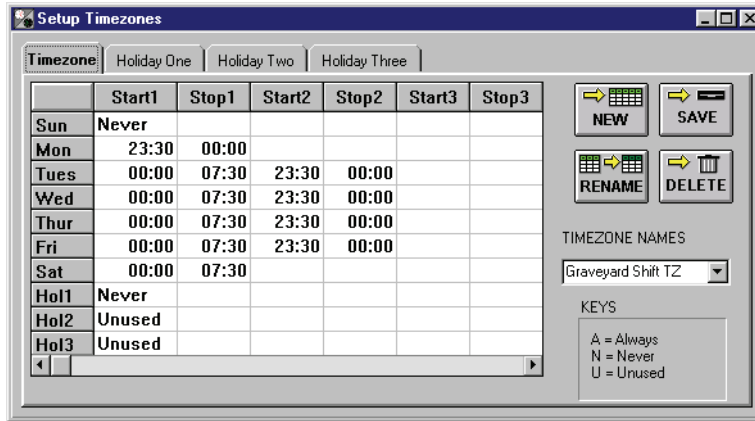 Setup Timezones
Timezone Holiday One Holiday Two Holiday Three
Start1 Stop1 Start2 Stop2 Start3 Stop3
Sun Never
Mon 23:30 00:00
Tues 00:00 07:30 23:30 00:00
Wed 00:00 07:30 23:30 00:00
Thur 00:00 07:30 23:30 00:00
Fri 00:00 07:30 23:30 00:00
Sat 00:00 07:30
Hol1 Never
Hol2 Unused
Hol3 Unused
NEW SAVE
RENAME DELETE
TIMEZONE NAMES
Graveyard Shift TZ
KEYS
A = Always
N = Never
U = Unused